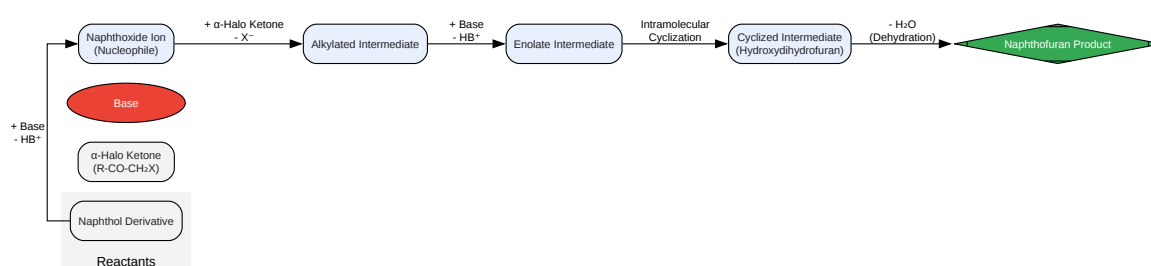 + α-Halo Ketone
- X⁻
+ Base
- HB⁺
Intramolecular
Cyclization
- H₂O
(Dehydration)
Naphthoxide Ion
(Nucleophile)
Alkylated Intermediate
Enolate Intermediate
Cyclized Intermediate
(Hydroxydihydrofuran)
Naphthofuran Product
Base
+ Base
- HB⁺
α-Halo Ketone
(R-CO-CH₂X)
Naphthol Derivative
Reactants